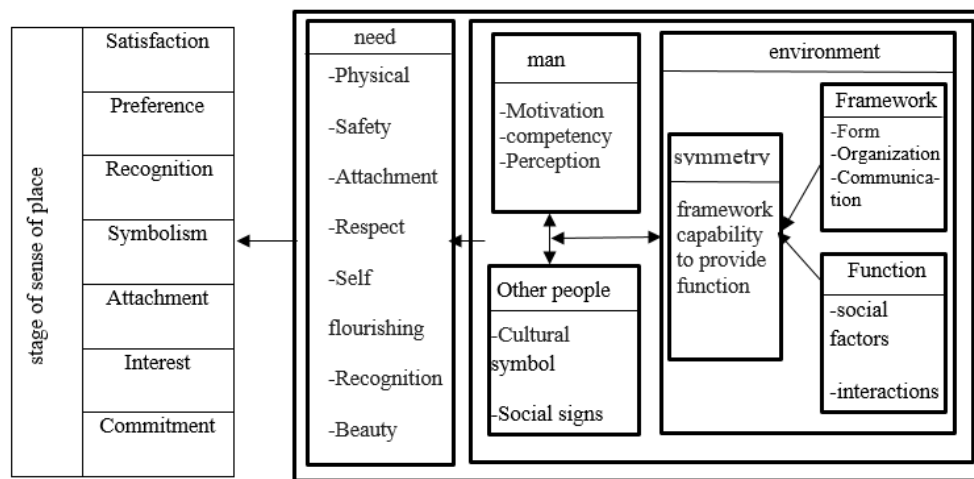 stage of sense of place
Satisfaction
Preference
Recognition
Symbolism
Attachment
Interest
Commitment
need
-Physical
-Safety
-Attachment
-Respect
-Self
flourishing
-Recognition
-Beauty
man
-Motivation
-competency
-Perception
Other people
-Cultural
symbol
-Social signs
environment
symmetry
framework
capability
to provide
function
Framework
-Form
-Organization
-Communica-
tion
Function
-social
factors
-interactions